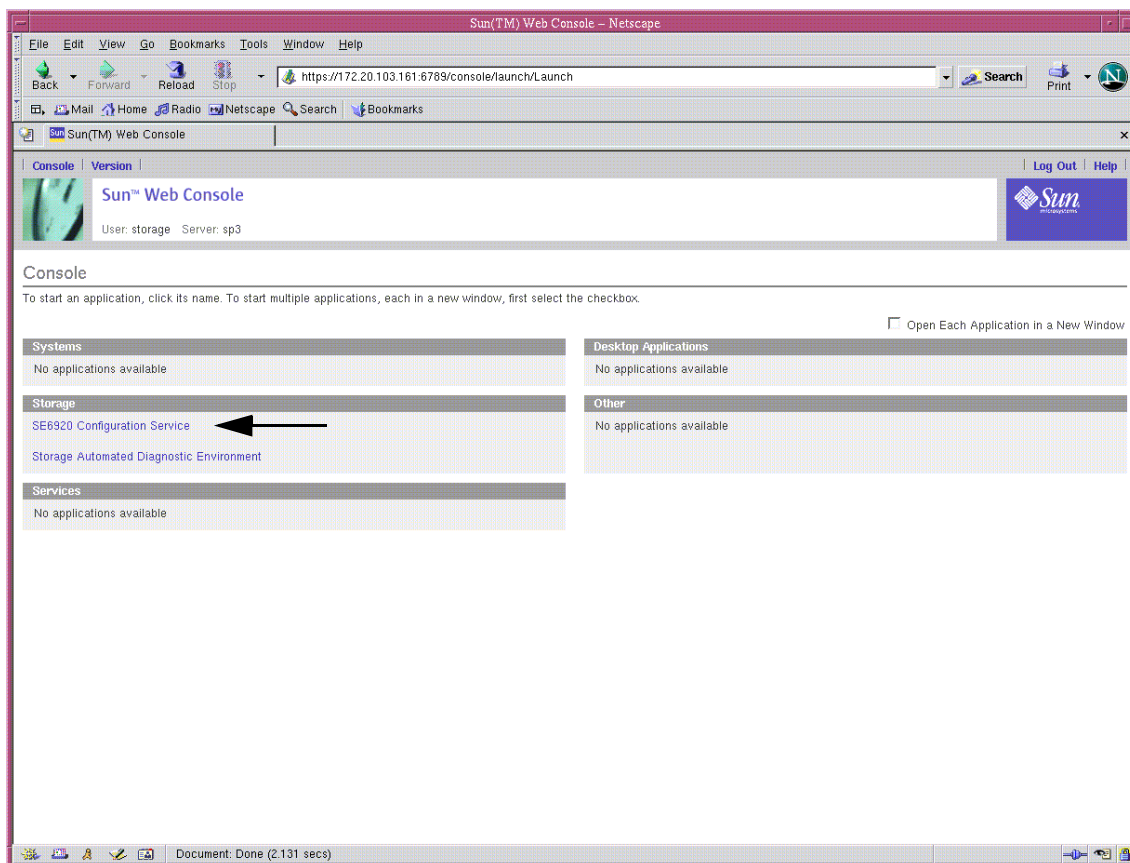 Sun(TM) Web Console – Netscape
File Edit View Go Bookmarks Tools Window Help
Back Forward Reload Stop https://172.20.103.161:6789/console/launch/Launch Search Print N
Mail Home Radio Netscape Search Bookmarks
Sun Sun(TM) Web Console
Console Version Log Out Help
Sun™ Web Console
User: storage Server: sp3
Sun
microsystems
Console
To start an application, click its name. To start multiple applications, each in a new window, first select the checkbox.
Open Each Application in a New Window
Systems
No applications available
Desktop Applications
No applications available
Storage
SE6920 Configuration Service
Storage Automated Diagnostic Environment
Other
No applications available
Services
No applications available
Document: Done (2.131 secs)